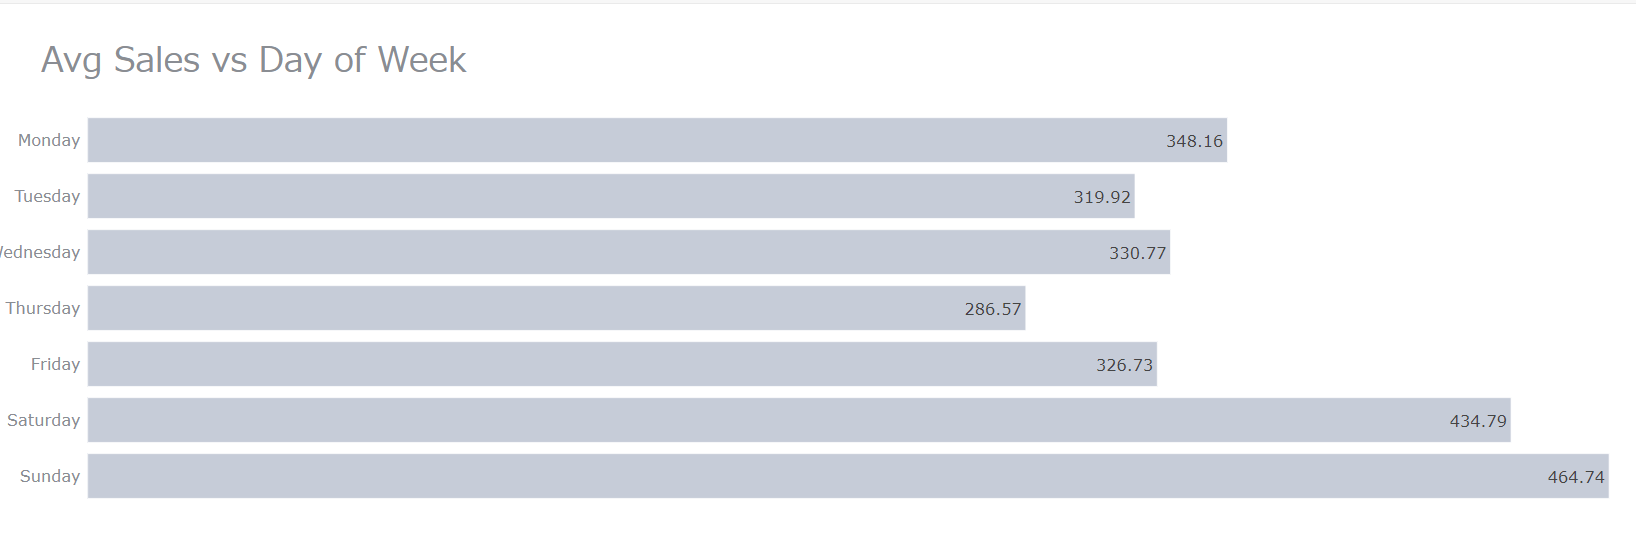 Avg Sales vs Day of Week
Monday 348.16
Tuesday 319.92
ednesday 330.77
Thursday 286.57
Friday 326.73
Saturday 434.79
Sunday 464.74